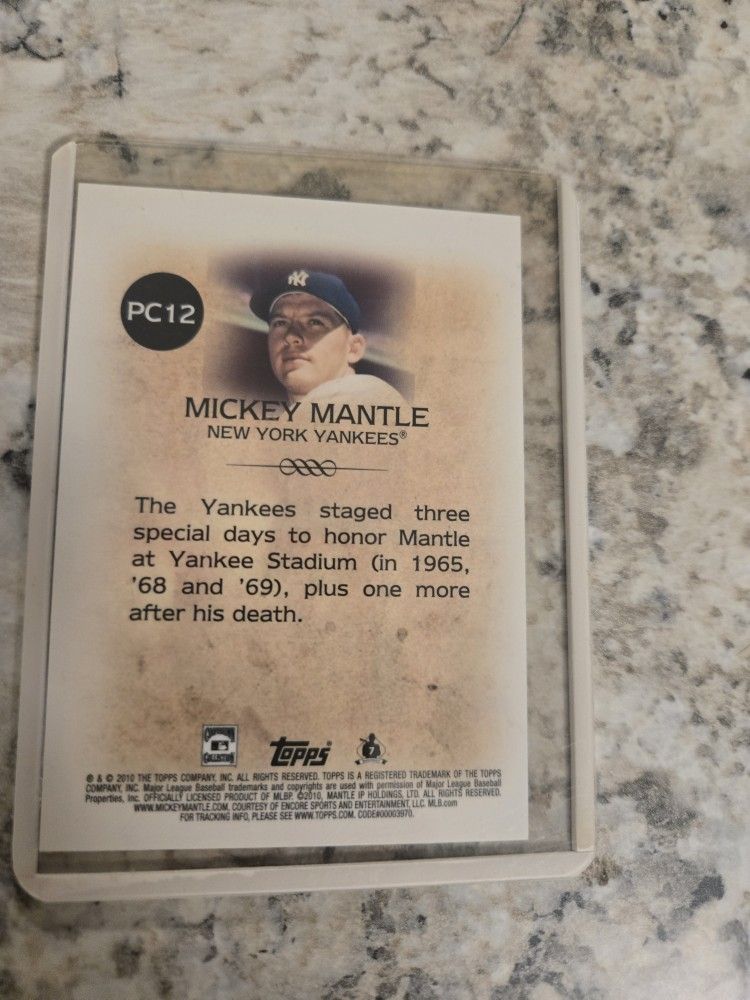 PC12
NY
MICKEY MANTLE
NEW YORK YANKEES®
The Yankees staged three
special days to honor Mantle
at Yankee Stadium (in 1965,
'68 and '69), plus one more
after his death.
COOPERSTOWN
COLLECTION
topps®
7
® & © 2010 THE TOPPS COMPANY, INC. ALL RIGHTS RESERVED. TOPPS IS A REGISTERED TRADEMARK OF THE TOPPS
COMPANY, INC. Major League Baseball trademarks and copyrights are used with permission of Major League Baseball
Properties, Inc. OFFICIALLY LICENSED PRODUCT OF MLBP. ©2010, MANTLE IP HOLDINGS, LTD. ALL RIGHTS RESERVED.
WWW.MICKEYMANTLE.COM, COURTESY OF ENCORE SPORTS AND ENTERTAINMENT, LLC. MLB.com
FOR TRACKING INFO, PLEASE SEE WWW.TOPPS.COM. CODE#00003970.